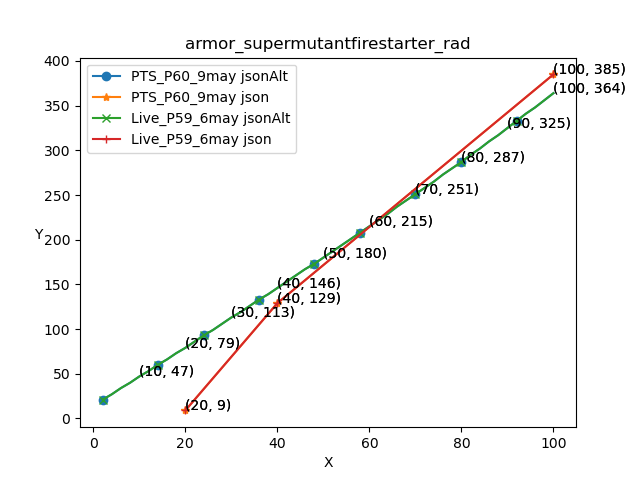 armor_supermutantfirestarter_rad
PTS_P60_9may jsonAlt
PTS_P60_9may json
Live_P59_6may jsonAlt
Live_P59_6may json
400
350
300
250
200
150
100
50
0
Y
(100, 385)
(100, 364)
(90, 325)
(80, 287)
(70, 251)
(60, 215)
(50, 180)
(40, 146)
(40, 129)
(30, 113)
(20, 79)
(10, 47)
(20, 9)
0 20 40 60 80 100
X